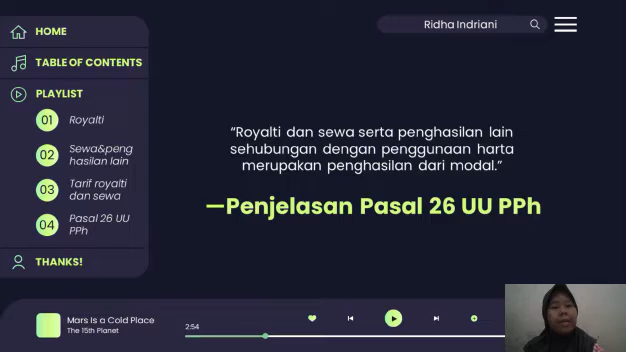 HOME
TABLE OF CONTENTS
PLAYLIST
01 Royalti
02 Sewa&peng
hasilan lain
03 Tarif royalti
dan sewa
04 Pasal 26 UU
PPh
THANKS!
Ridha Indriani
“Royalti dan sewa serta penghasilan lain
sehubungan dengan penggunaan harta
merupakan penghasilan dari modal.”
—Penjelasan Pasal 26 UU PPh
Mars Is a Cold Place
The 15th Planet
2:54